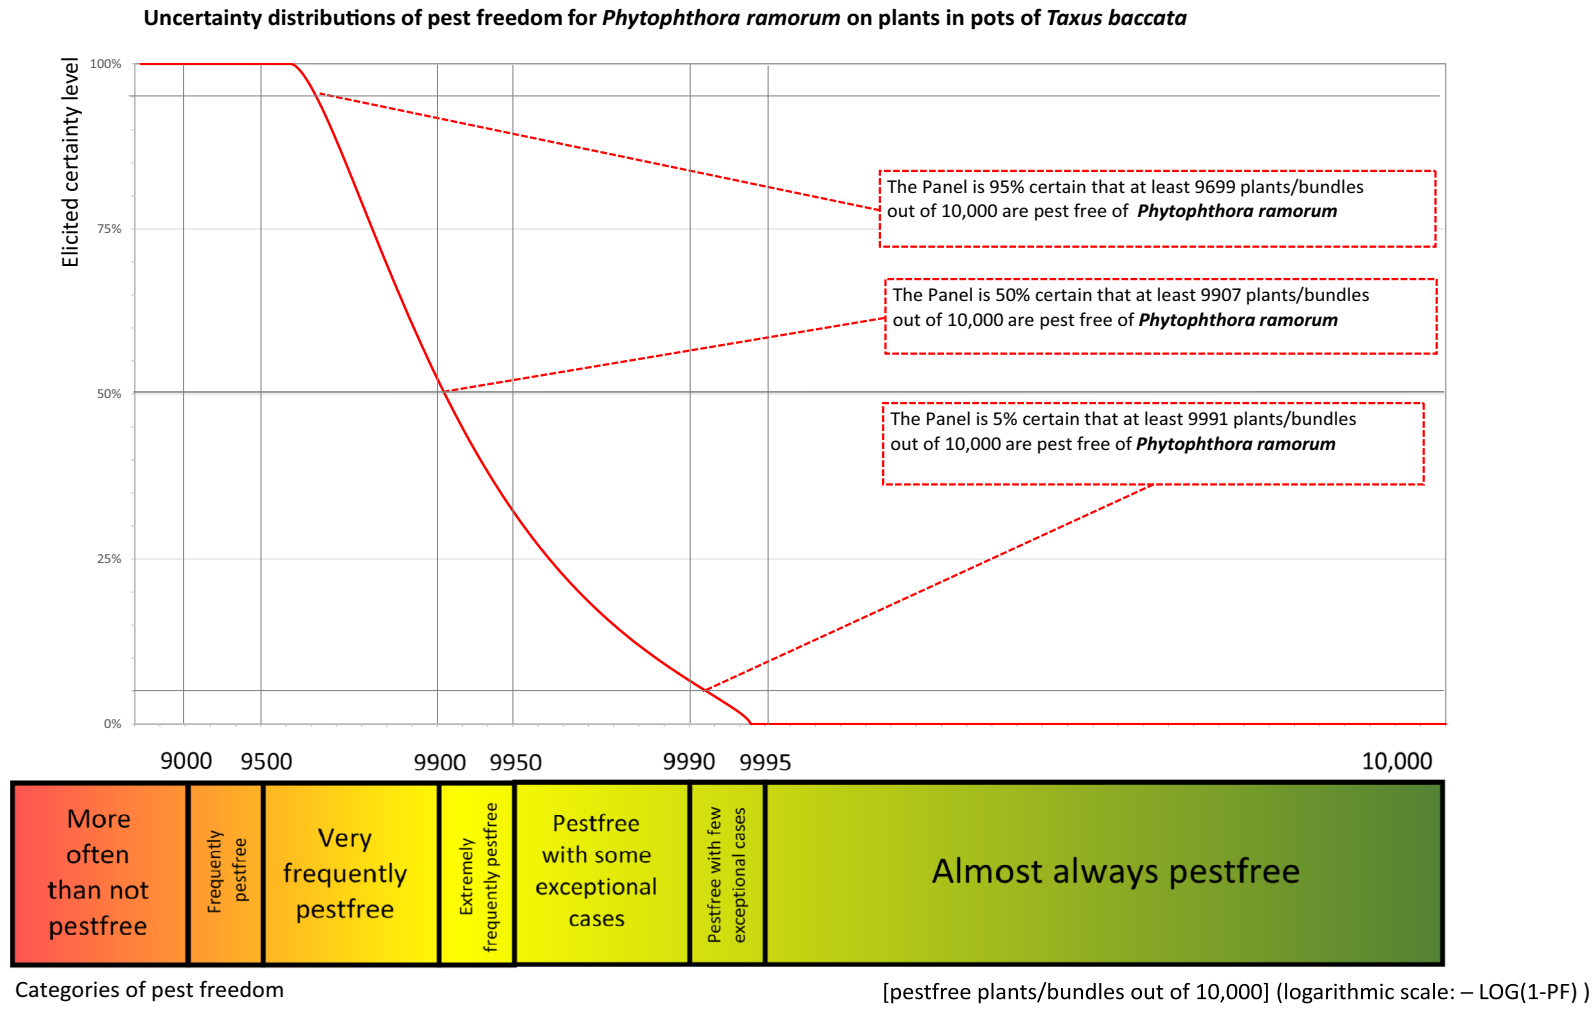 Uncertainty distributions of pest freedom for Phytophthora ramorum on plants in pots of Taxus baccata
Elicited certainty level
100%
75%
50%
25%
0%
The Panel is 95% certain that at least 9699 plants/bundles
out of 10,000 are pest free of Phytophthora ramorum
The Panel is 50% certain that at least 9907 plants/bundles
out of 10,000 are pest free of Phytophthora ramorum
The Panel is 5% certain that at least 9991 plants/bundles
out of 10,000 are pest free of Phytophthora ramorum
9000 9500 9900 9950 9990 9995 10,000
More
often
than not
pestfree
Frequently
pestfree
Very
frequently
pestfree
Extremely
frequently pestfree
Pestfree
with some
exceptional
cases
Pestfree with few
exceptional cases
Almost always pestfree
Categories of pest freedom
[pestfree plants/bundles out of 10,000] (logarithmic scale: – LOG(1-PF) )